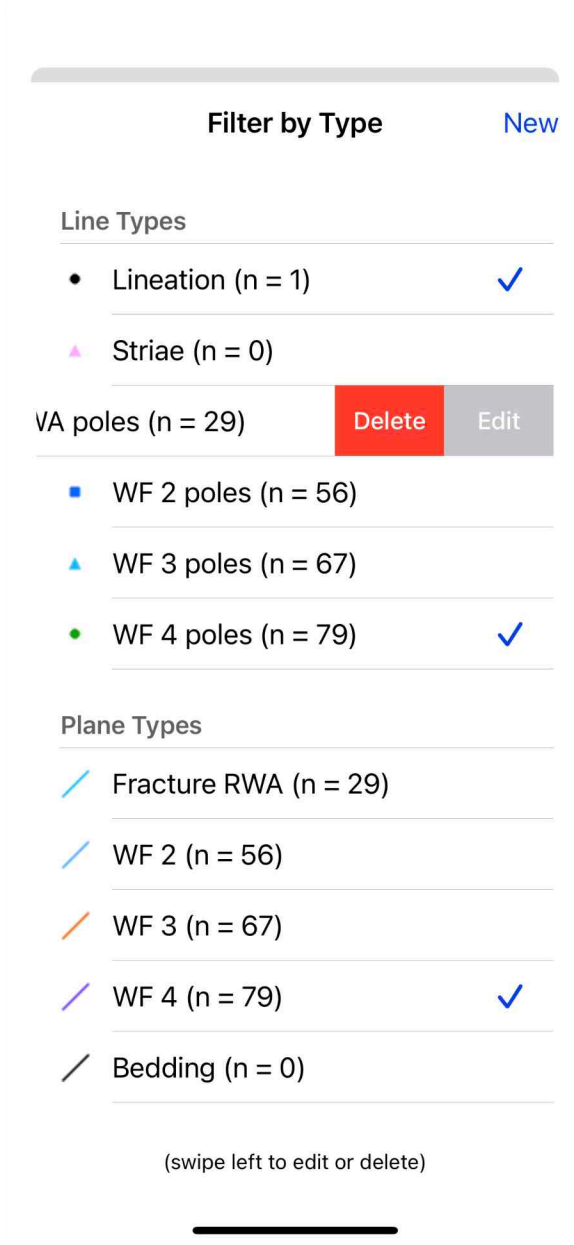 Filter by Type New
Line Types
Lineation (n = 1)
Striae (n = 0)
WA poles (n = 29) Delete Edit
WF 2 poles (n = 56)
WF 3 poles (n = 67)
WF 4 poles (n = 79)
Plane Types
Fracture RWA (n = 29)
WF 2 (n = 56)
WF 3 (n = 67)
WF 4 (n = 79)
Bedding (n = 0)
(swipe left to edit or delete)